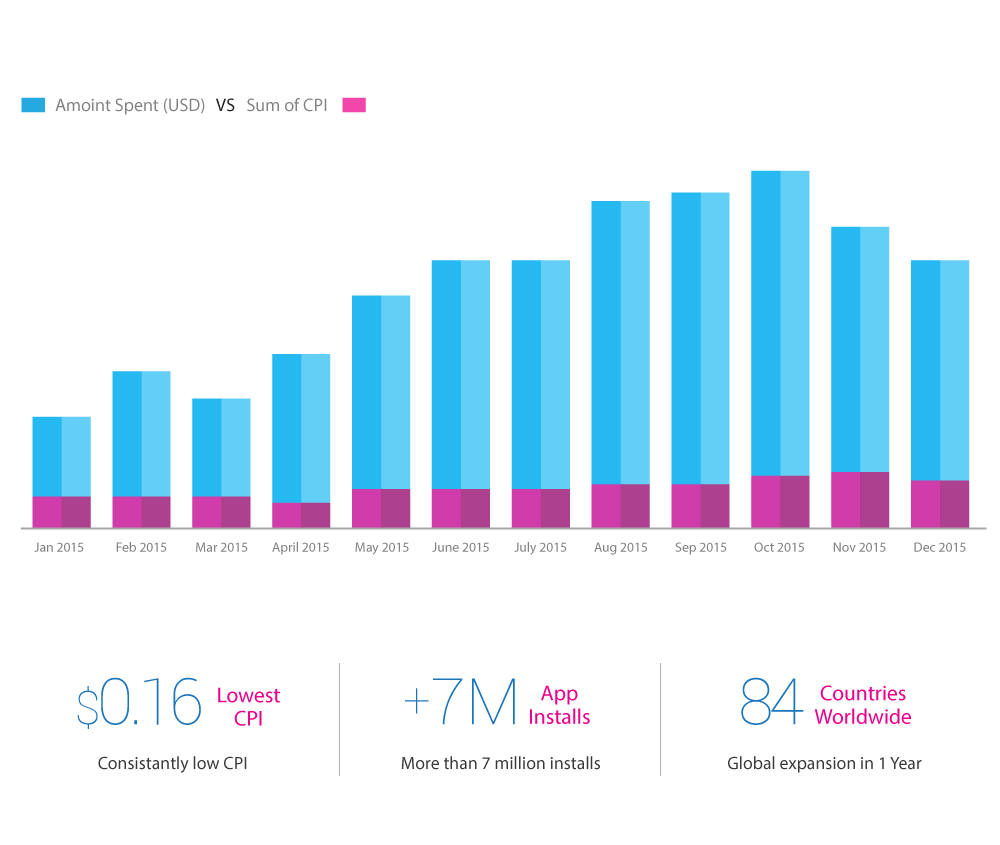 Amoint Spent (USD) VS Sum of CPI
Jan 2015 Feb 2015 Mar 2015 April 2015 May 2015 June 2015 July 2015 Aug 2015 Sep 2015 Oct 2015 Nov 2015 Dec 2015
$0.16 Lowest
CPI
Consistantly low CPI
+7M App
Installs
More than 7 million installs
84 Countries
Worldwide
Global expansion in 1 Year